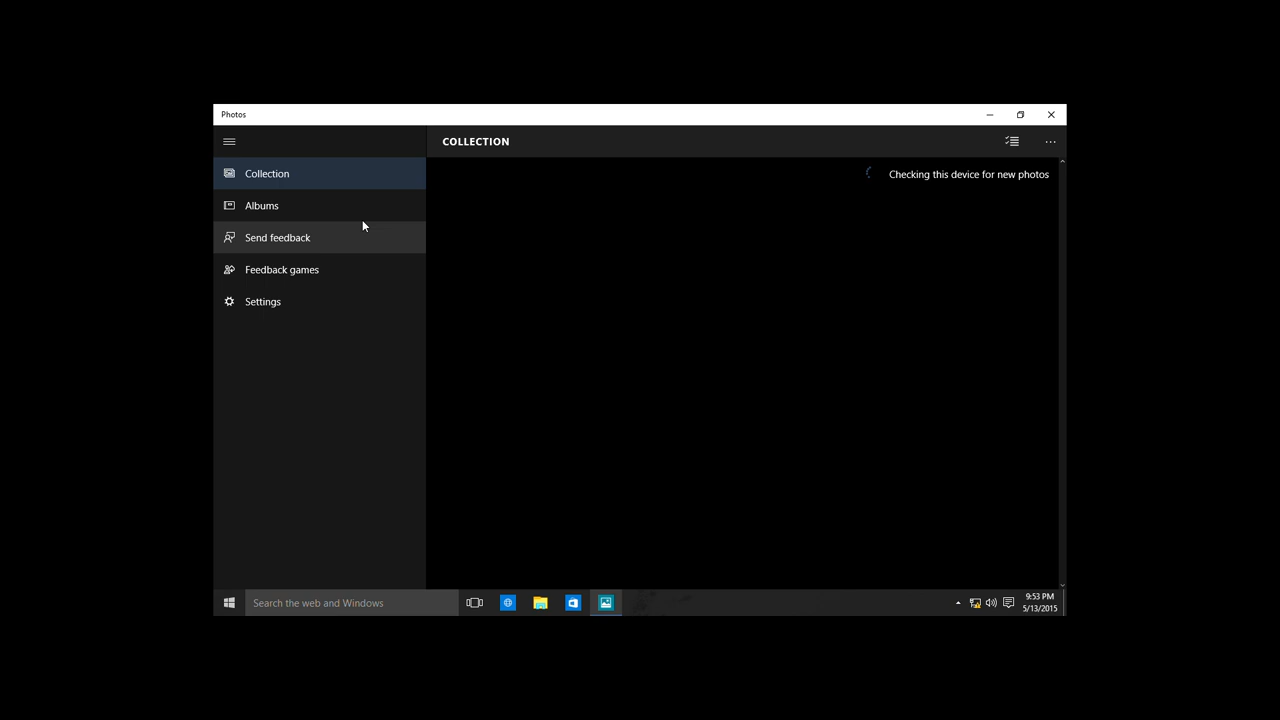 Photos
COLLECTION
Collection
Checking this device for new photos
Albums
Send feedback
Feedback games
Settings
Search the web and Windows
9:53 PM
5/13/2015